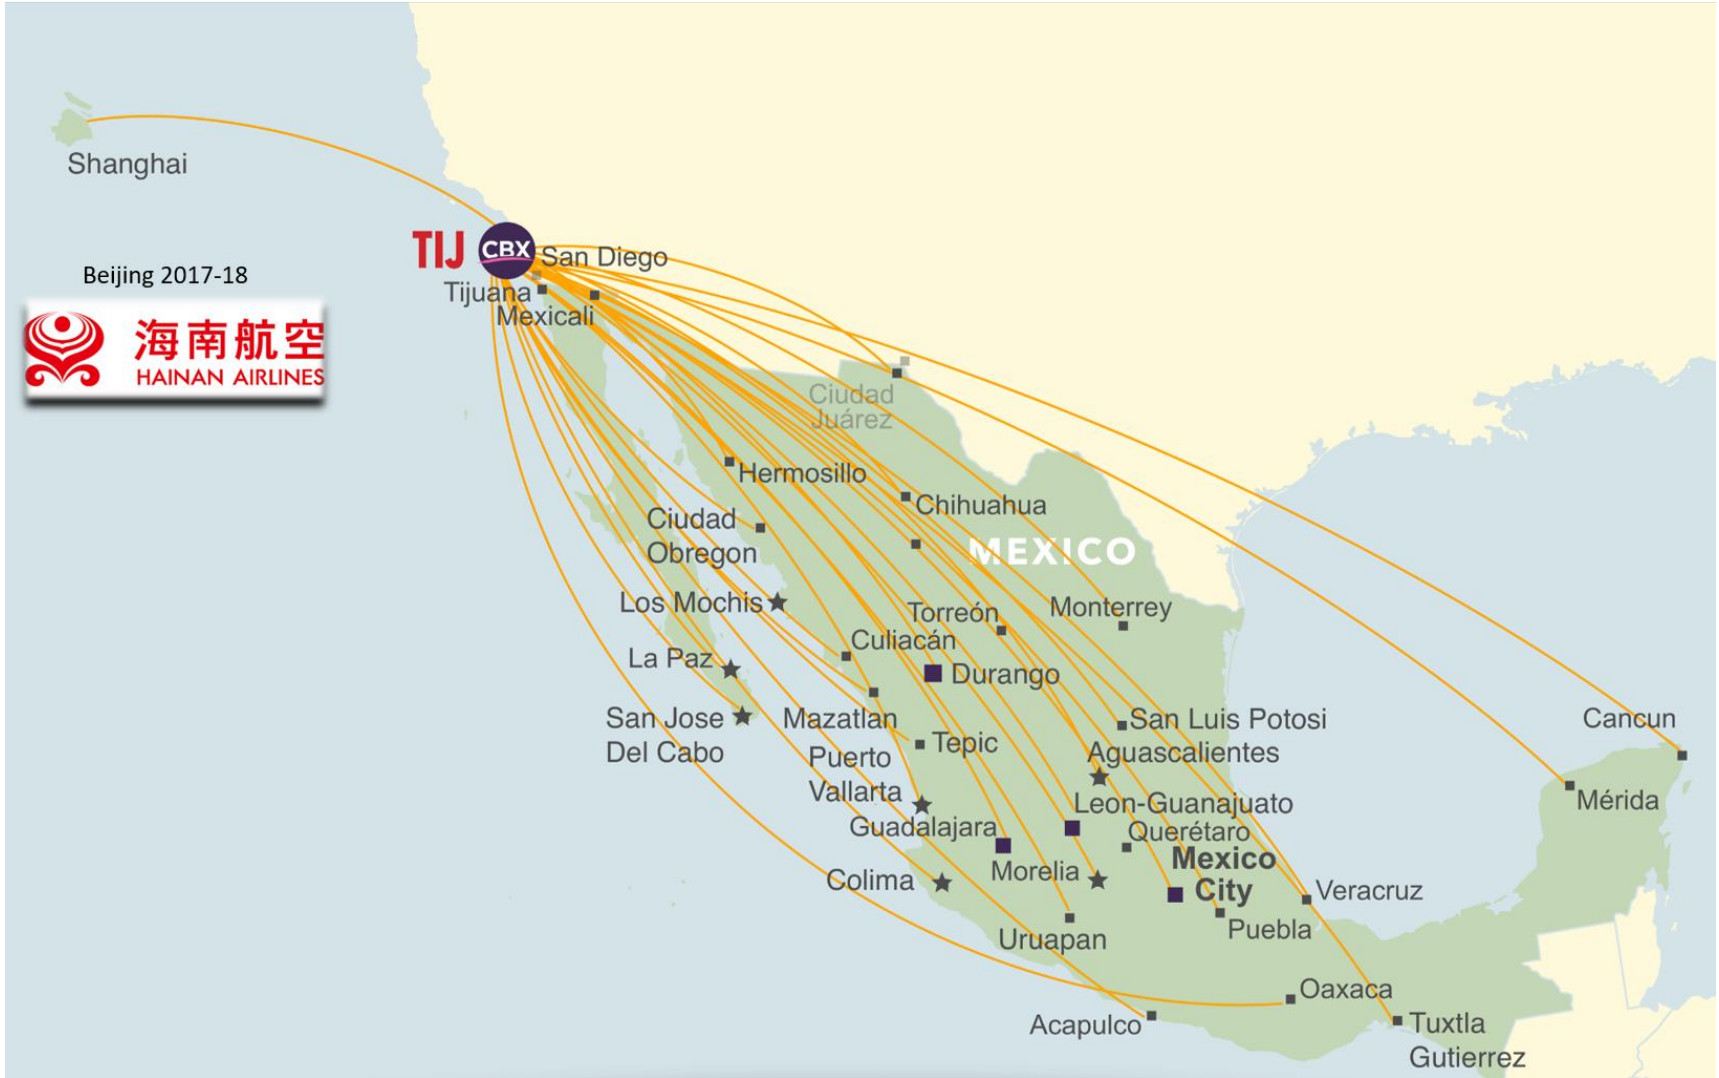 Shanghai
TIJ
CBX
San Diego
Beijing 2017-18
Tijuana
Mexicali
海南航空
HAINAN AIRLINES
Ciudad
Juárez
Hermosillo
Chihuahua
Ciudad
Obregon
MEXICO
Los Mochis
Torreón
Monterrey
Culiacán
La Paz
Durango
San Jose
Del Cabo
Mazatlan
San Luis Potosi
Cancun
Tepic
Aguascalientes
Puerto
Vallarta
Leon-Guanajuato
Mérida
Guadalajara
Querétaro
Mexico
City
Morelia
Colima
Veracruz
Puebla
Uruapan
Oaxaca
Acapulco
Tuxtla
Gutierrez